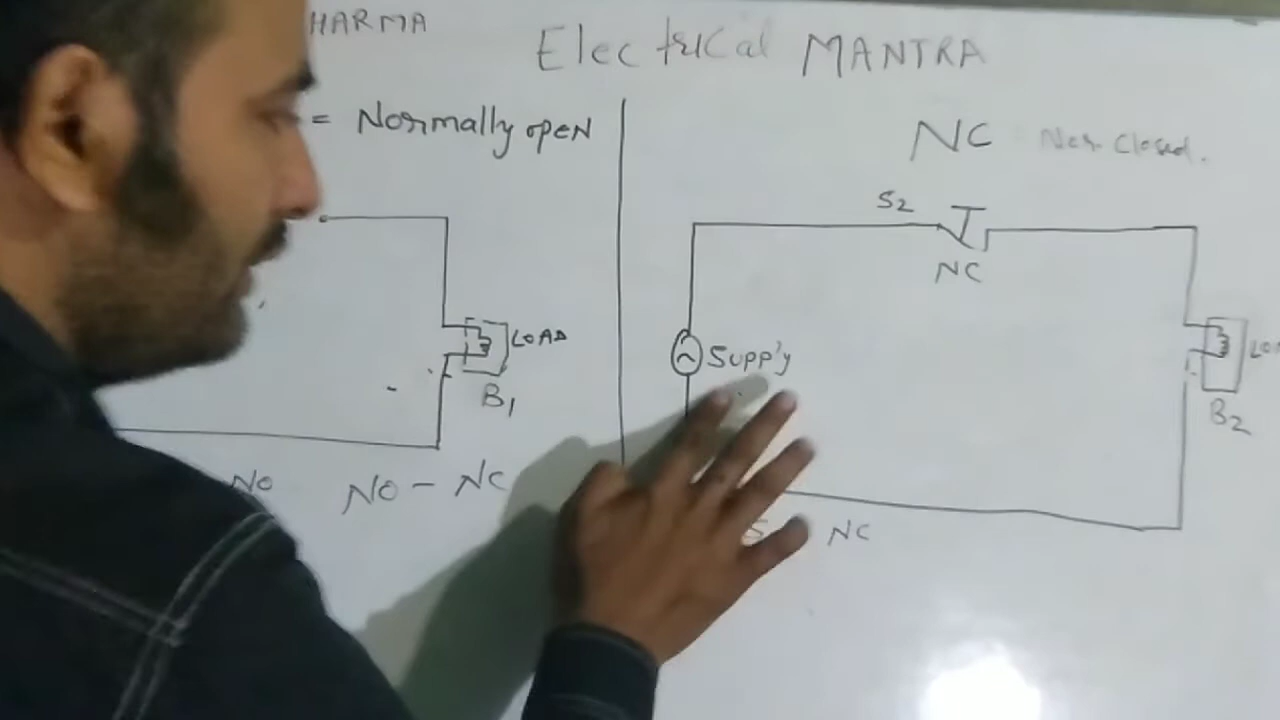 HARMA
Electrical MANTRA
= Normally open
NC Nor. Closed.
S2
NC
LOAD
B1
Supply
B2
NO NO - NC
NC